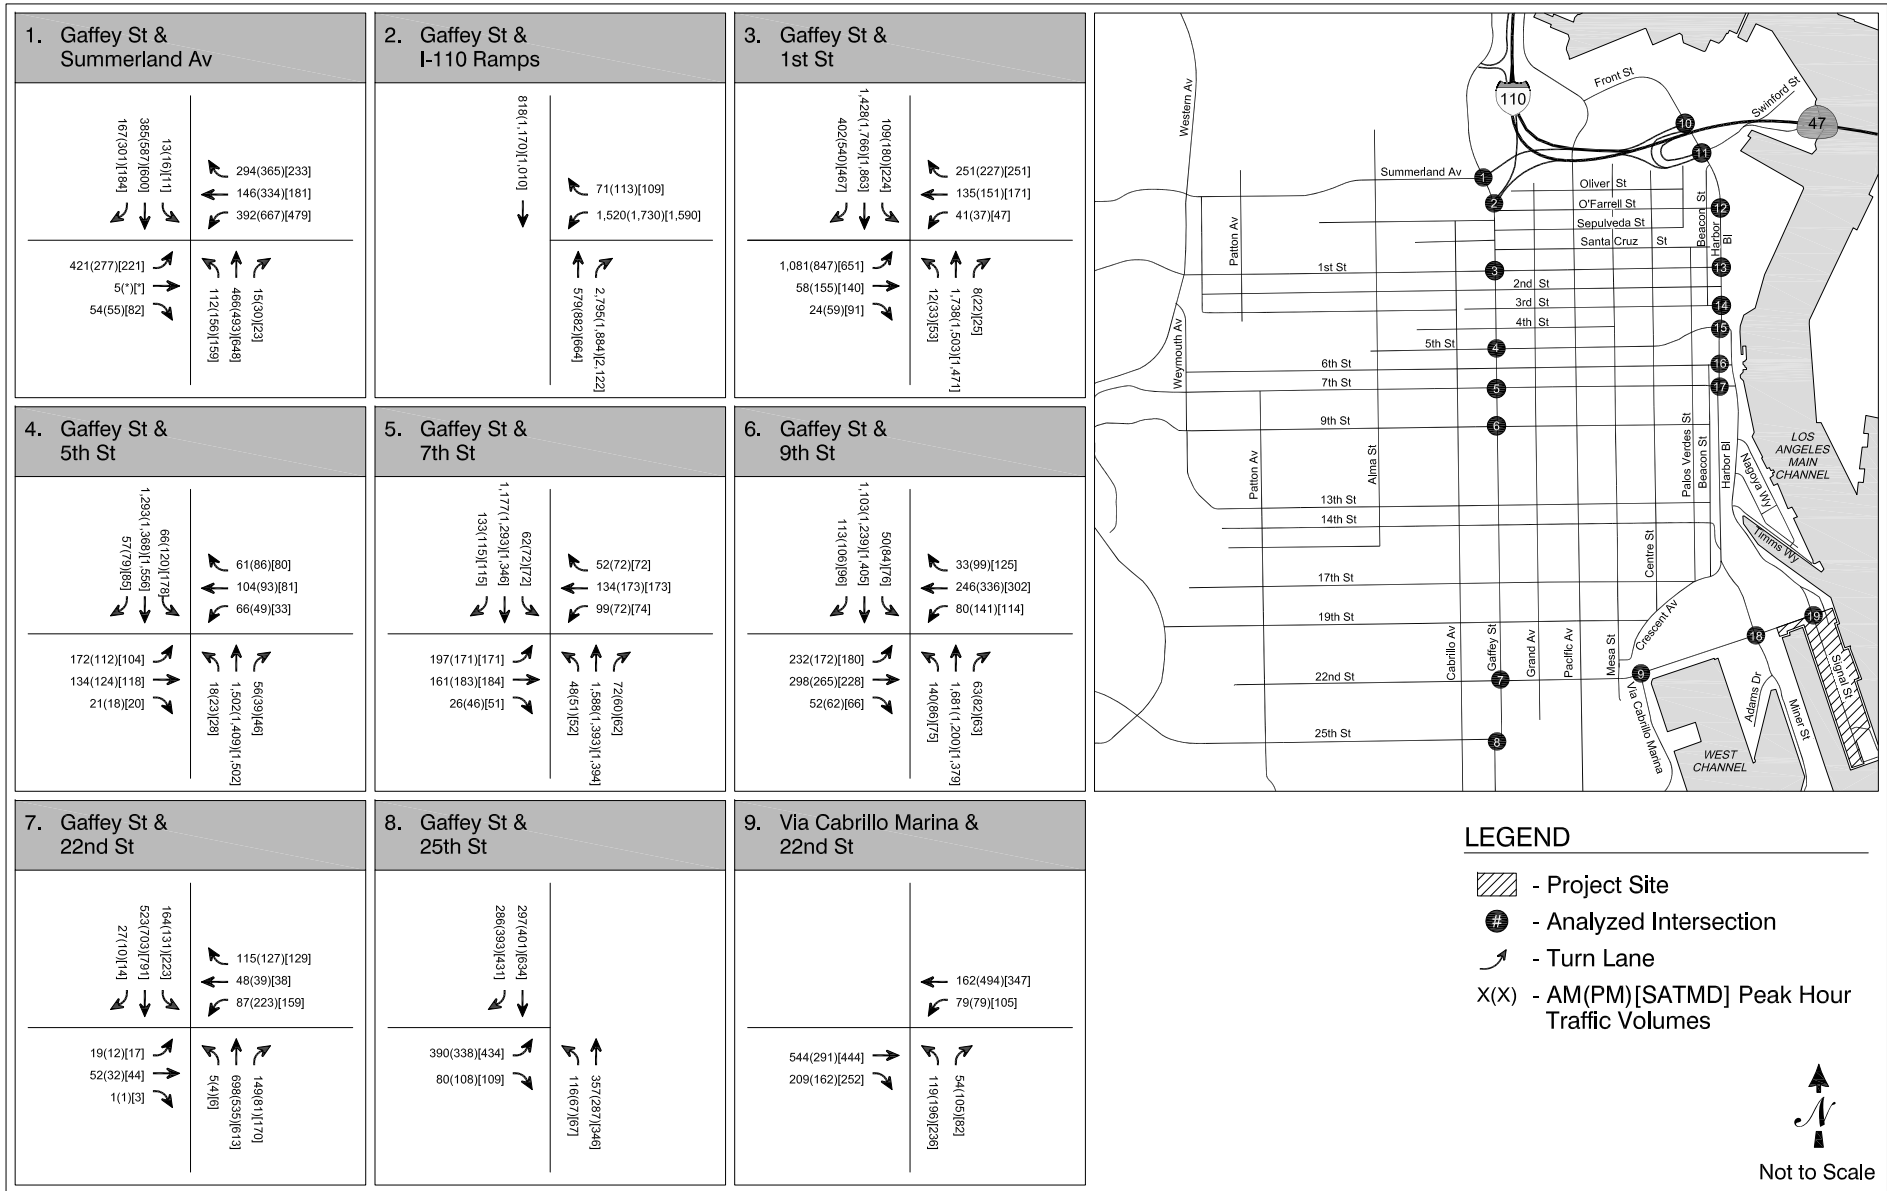 1. Gaffey St &
Summerland Av
167(301)[184]
385(587)[600]
13(16)[11]
294(365)[233]
146(334)[181]
392(667)[479]
421(277)[221]
5(*)[*]
54(55)[82]
112(156)[159]
466(493)[648]
15(30)[23]
2. Gaffey St &
I-110 Ramps
818(1,170)[1,010]
71(113)[109]
1,520(1,730)[1,590]
579(882)[664]
2,795(1,884)[2,122]
3. Gaffey St &
1st St
402(540)[467]
1,428(1,766)[1,863]
109(180)[224]
251(227)[251]
135(151)[171]
41(37)[47]
1,081(847)[651]
58(155)[140]
24(59)[91]
12(33)[53]
1,738(1,503)[1,471]
8(22)[25]
4. Gaffey St &
5th St
57(79)[85]
1,293(1,368)[1,556]
66(120)[178]
61(86)[80]
104(93)[81]
66(49)[33]
172(112)[104]
134(124)[118]
21(18)[20]
18(23)[28]
1,502(1,409)[1,502]
56(39)[46]
5. Gaffey St &
7th St
133(115)[115]
1,177(1,293)[1,346]
62(72)[72]
52(72)[72]
134(173)[173]
99(72)[74]
197(171)[171]
161(183)[184]
26(46)[51]
48(51)[52]
1,588(1,393)[1,394]
72(60)[62]
6. Gaffey St &
9th St
113(106)[96]
1,103(1,239)[1,405]
50(84)[76]
33(99)[125]
246(336)[302]
80(141)[114]
232(172)[180]
298(265)[228]
52(62)[66]
140(86)[75]
1,681(1,200)[1,379]
63(82)[63]
7. Gaffey St &
22nd St
27(10)[14]
523(703)[791]
164(131)[223]
115(127)[129]
48(39)[38]
87(223)[159]
19(12)[17]
52(32)[44]
1(1)[3]
5(4)[6]
698(535)[613]
149(81)[170]
8. Gaffey St &
25th St
286(393)[431]
297(401)[634]
390(338)[434]
80(108)[109]
116(67)[67]
357(287)[346]
9. Via Cabrillo Marina &
22nd St
162(494)[347]
79(79)[105]
544(291)[444]
209(162)[252]
119(196)[236]
54(105)[82]
Western Av
110
Front St
Swinford St
47
10
11
Summerland Av
1
Oliver St
2
O'Farrell St
12
Sepulveda St
Santa Cruz St
Beacon St
Harbor Bl
Patton Av
1st St
3
13
2nd St
3rd St
14
4th St
15
5th St
4
Weymouth Av
6th St
16
7th St
5
17
9th St
6
Patton Av
Alma St
Palos Verdes St
Beacon St
Harbor Bl
Nagoya Wy
LOS
ANGELES
MAIN
CHANNEL
13th St
14th St
Timms Wy
Centre St
17th St
19th St
Crescent Av
19
18
Cabrillo Av
Gaffey St
Grand Av
Pacific Av
Mesa St
22nd St
7
9
Signal St
Adams Dr
Miner St
Via Cabrillo Marina
25th St
8
WEST
CHANNEL
LEGEND
- Project Site
# - Analyzed Intersection
- Turn Lane
X(X) - AM(PM)[SATMD] Peak Hour
Traffic Volumes
N
Not to Scale